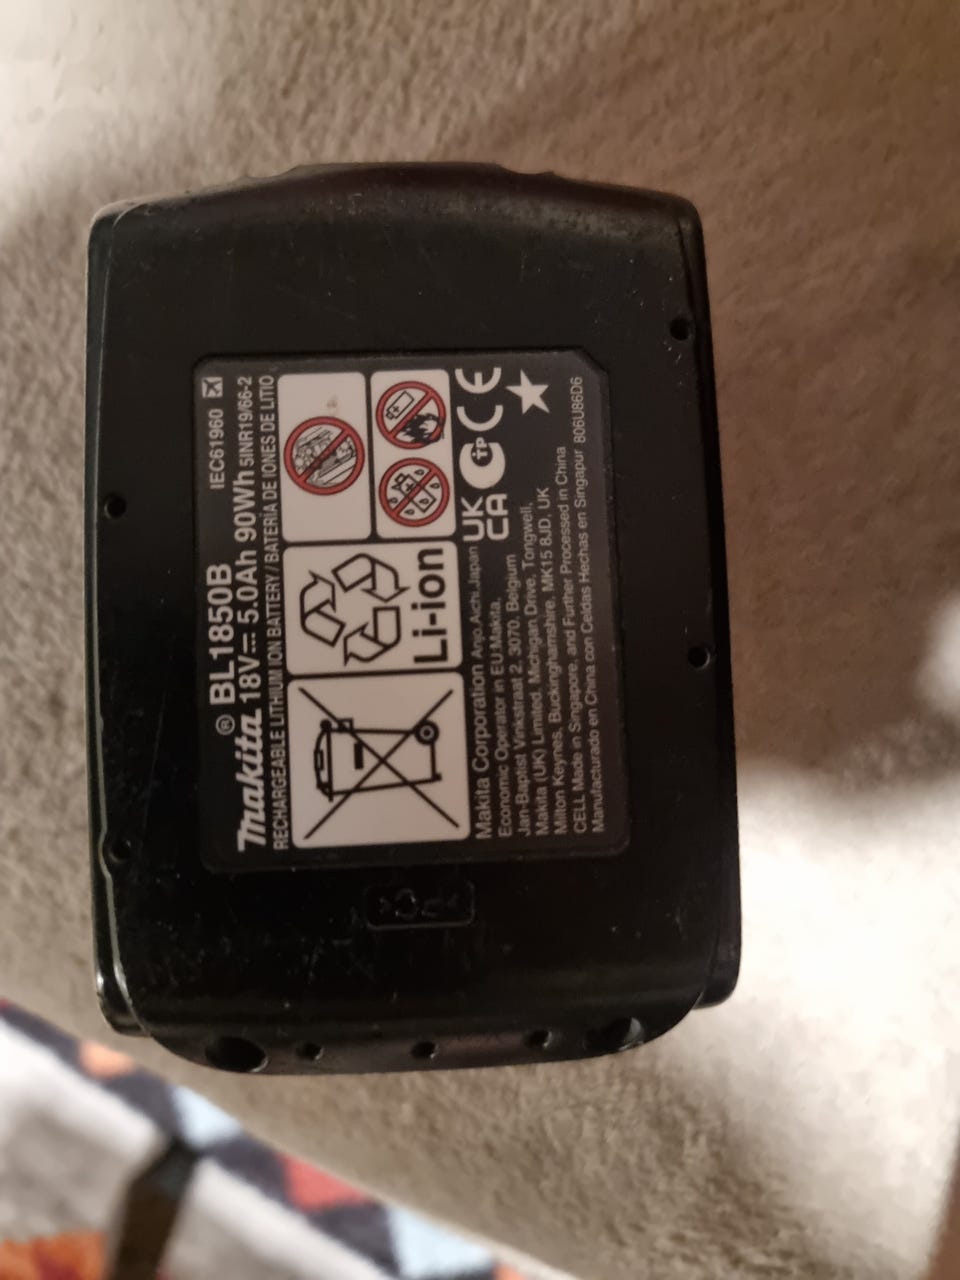 Makita® BL1850B IEC61960
18V⎓ 5.0Ah 90Wh 5INR19/66-2
RECHARGEABLE LITHIUM ION BATTERY / BATERÍA DE IONES DE LITIO
Li-ion
UK
CA
CE
Makita Corporation Anjo,Aichi,Japan
Economic Operator in EU:Makita,
Jan-Baptist Vinkstraat 2, 3070, Belgium
Makita (UK) Limited, Michigan Drive, Tongwell,
Milton Keynes, Buckinghamshire, MK15 8JD, UK
CELL Made in Singapore, and Further Processed in China
Manufacturado en China con Celdas Hechas en Singapur 806U86D6